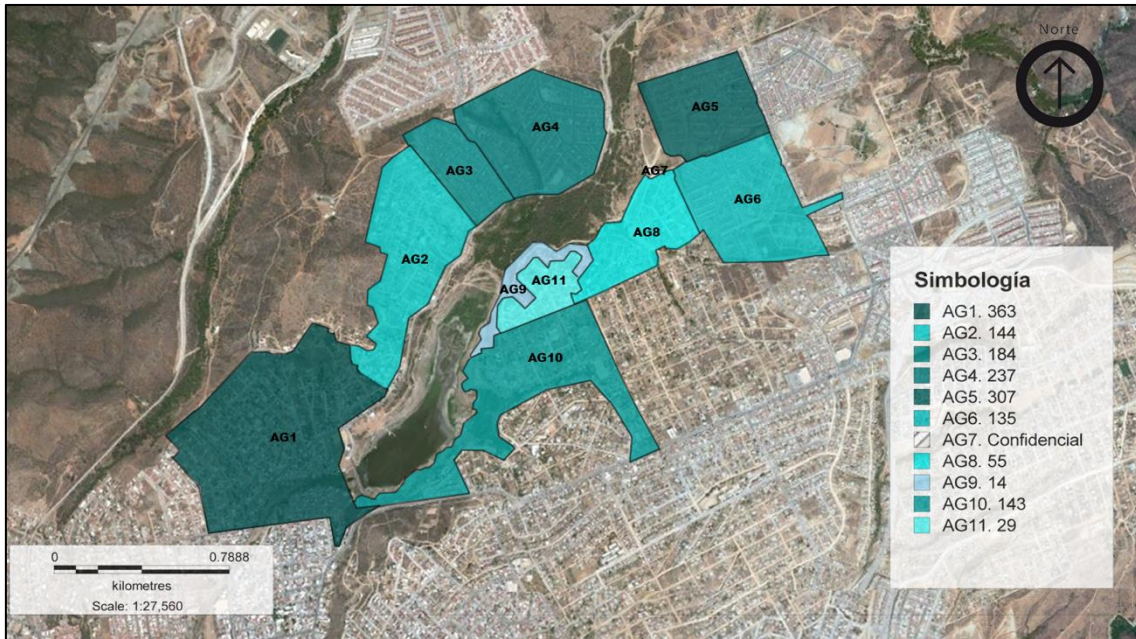 Norte
AG4
AG5
AG3
AG7
AG6
AG8
AG2
AG11
AG9
AG10
AG1
Simbología
AG1. 363
AG2. 144
AG3. 184
AG4. 237
AG5. 307
AG6. 135
AG7. Confidencial
AG8. 55
AG9. 14
AG10. 143
AG11. 29
0 0.7888
kilometres
Scale: 1:27,560